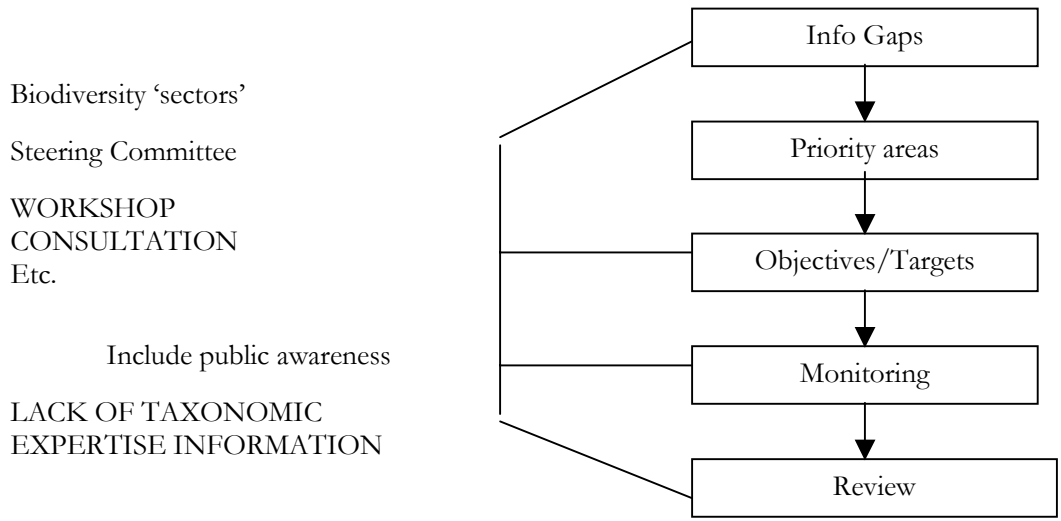 Info Gaps
Biodiversity ‘sectors’
Steering Committee
Priority areas
WORKSHOP
CONSULTATION
Etc.
Objectives/Targets
Include public awareness
Monitoring
LACK OF TAXONOMIC
EXPERTISE INFORMATION
Review